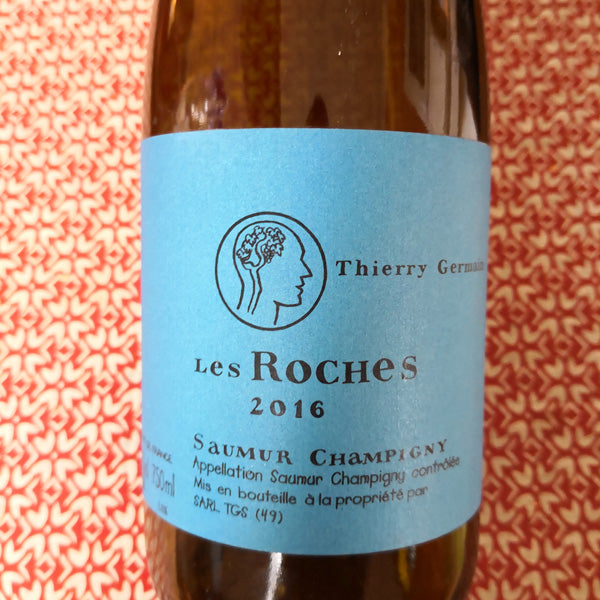 Thierry Germain
Les Roches
2016
Saumur Champigny
Appellation Saumur Champigny contrôlée
Mis en bouteille à la propriété par
SARL TGS (49)
750ml